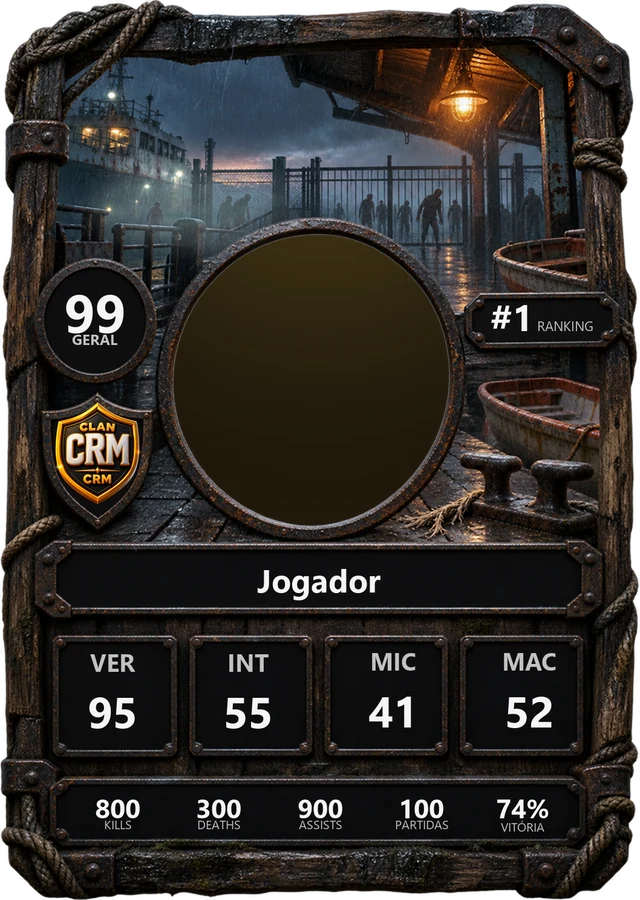 99
GERAL
#1 RANKING
CLAN
CRM
CRM
Jogador
VER INT MIC MAC
95 55 41 52
800 300 900 100 74%
KILLS DEATHS ASSISTS PARTIDAS VITÓRIA